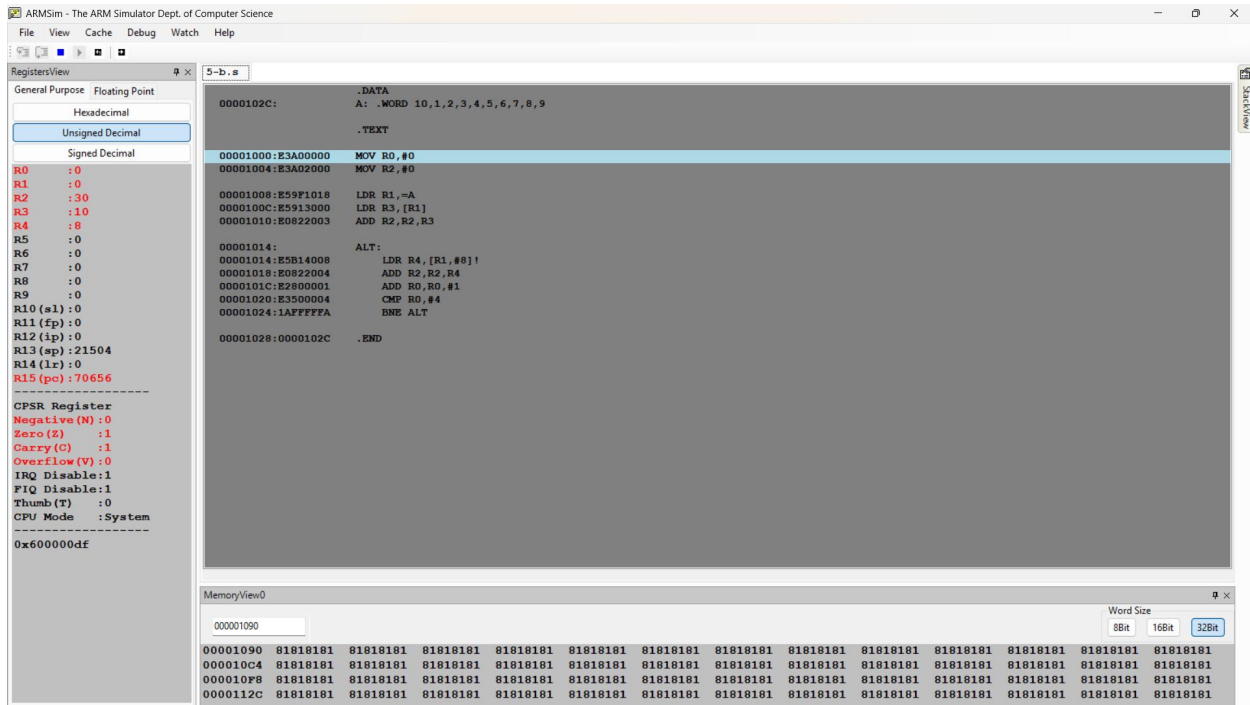 ARMSim - The ARM Simulator Dept. of Computer Science
File View Cache Debug Watch Help
RegistersView
General Purpose Floating Point
Hexadecimal
Unsigned Decimal
Signed Decimal
R0 :0
R1 :0
R2 :30
R3 :10
R4 :8
R5 :0
R6 :0
R7 :0
R8 :0
R9 :0
R10(sl):0
R11(fp):0
R12(ip):0
R13(sp):21504
R14(lr):0
R15(pc):70656
-------------------
CPSR Register
Negative(N):0
Zero(Z) :1
Carry(C) :1
Overflow(V):0
IRQ Disable:1
FIQ Disable:1
Thumb(T) :0
CPU Mode :System
-------------------
0x600000df
5-b.s
.DATA
0000102C: A: .WORD 10,1,2,3,4,5,6,7,8,9
.TEXT
00001000:E3A00000 MOV R0,#0
00001004:E3A02000 MOV R2,#0
00001008:E59F1018 LDR R1,=A
0000100C:E5913000 LDR R3,[R1]
00001010:E0822003 ADD R2,R2,R3
00001014: ALT:
00001014:E5B14008 LDR R4,[R1,#8]!
00001018:E0822004 ADD R2,R2,R4
0000101C:E2800001 ADD R0,R0,#1
00001020:E3500004 CMP R0,#4
00001024:1AFFFFFA BNE ALT
00001028:0000102C .END
StackView
MemoryView0
000001090
Word Size
8Bit 16Bit 32Bit
00001090 81818181 81818181 81818181 81818181 81818181 81818181 81818181 81818181 81818181 81818181 81818181 81818181 81818181
000010C4 81818181 81818181 81818181 81818181 81818181 81818181 81818181 81818181 81818181 81818181 81818181 81818181 81818181
000010F8 81818181 81818181 81818181 81818181 81818181 81818181 81818181 81818181 81818181 81818181 81818181 81818181 81818181
0000112C 81818181 81818181 81818181 81818181 81818181 81818181 81818181 81818181 81818181 81818181 81818181 81818181 81818181